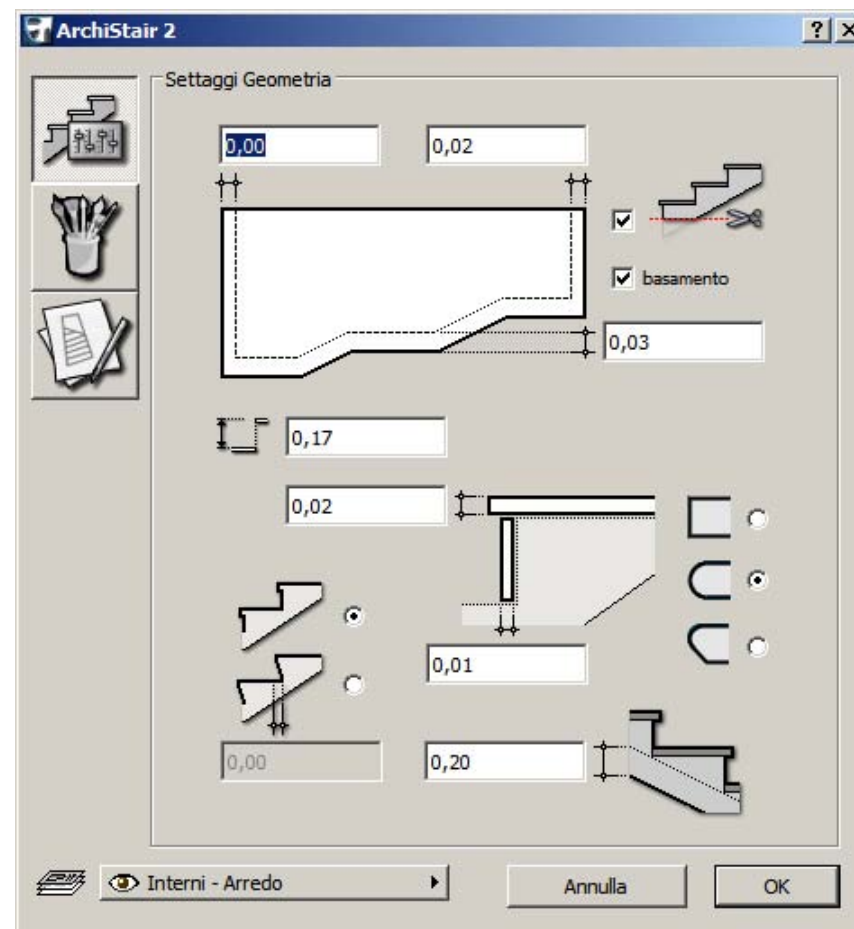 ArchiStair 2
Settaggi Geometria
0,00
0,02
basamento
0,03
0,17
0,02
0,01
0,00
0,20
Interni - Arredo
Annulla
OK